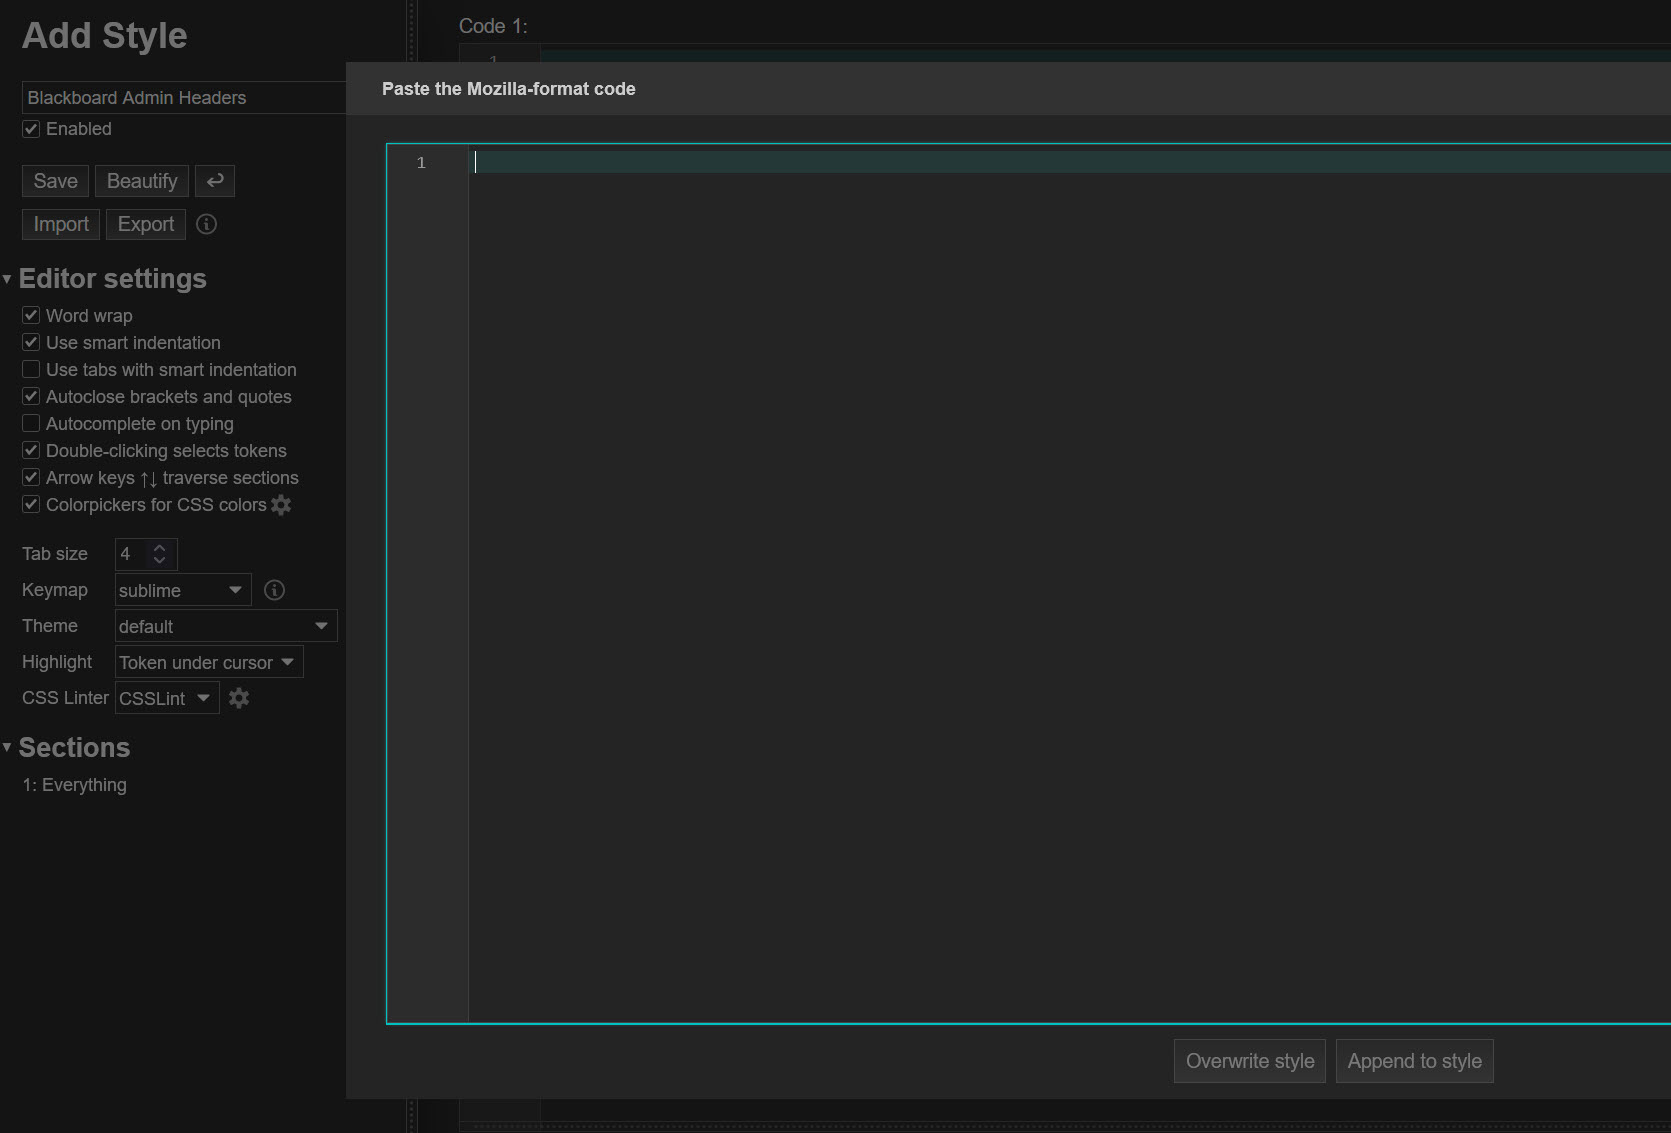 Add Style
Blackboard Admin Headers
Enabled
Save
Beautify
Import
Export
Editor settings
Word wrap
Use smart indentation
Use tabs with smart indentation
Autoclose brackets and quotes
Autocomplete on typing
Double-clicking selects tokens
Arrow keys ↑↓ traverse sections
Colorpickers for CSS colors
Tab size 4
Keymap sublime
Theme default
Highlight Token under cursor
CSS Linter CSSLint
Sections
1: Everything
Code 1:
1
Paste the Mozilla-format code
1
Overwrite style
Append to style